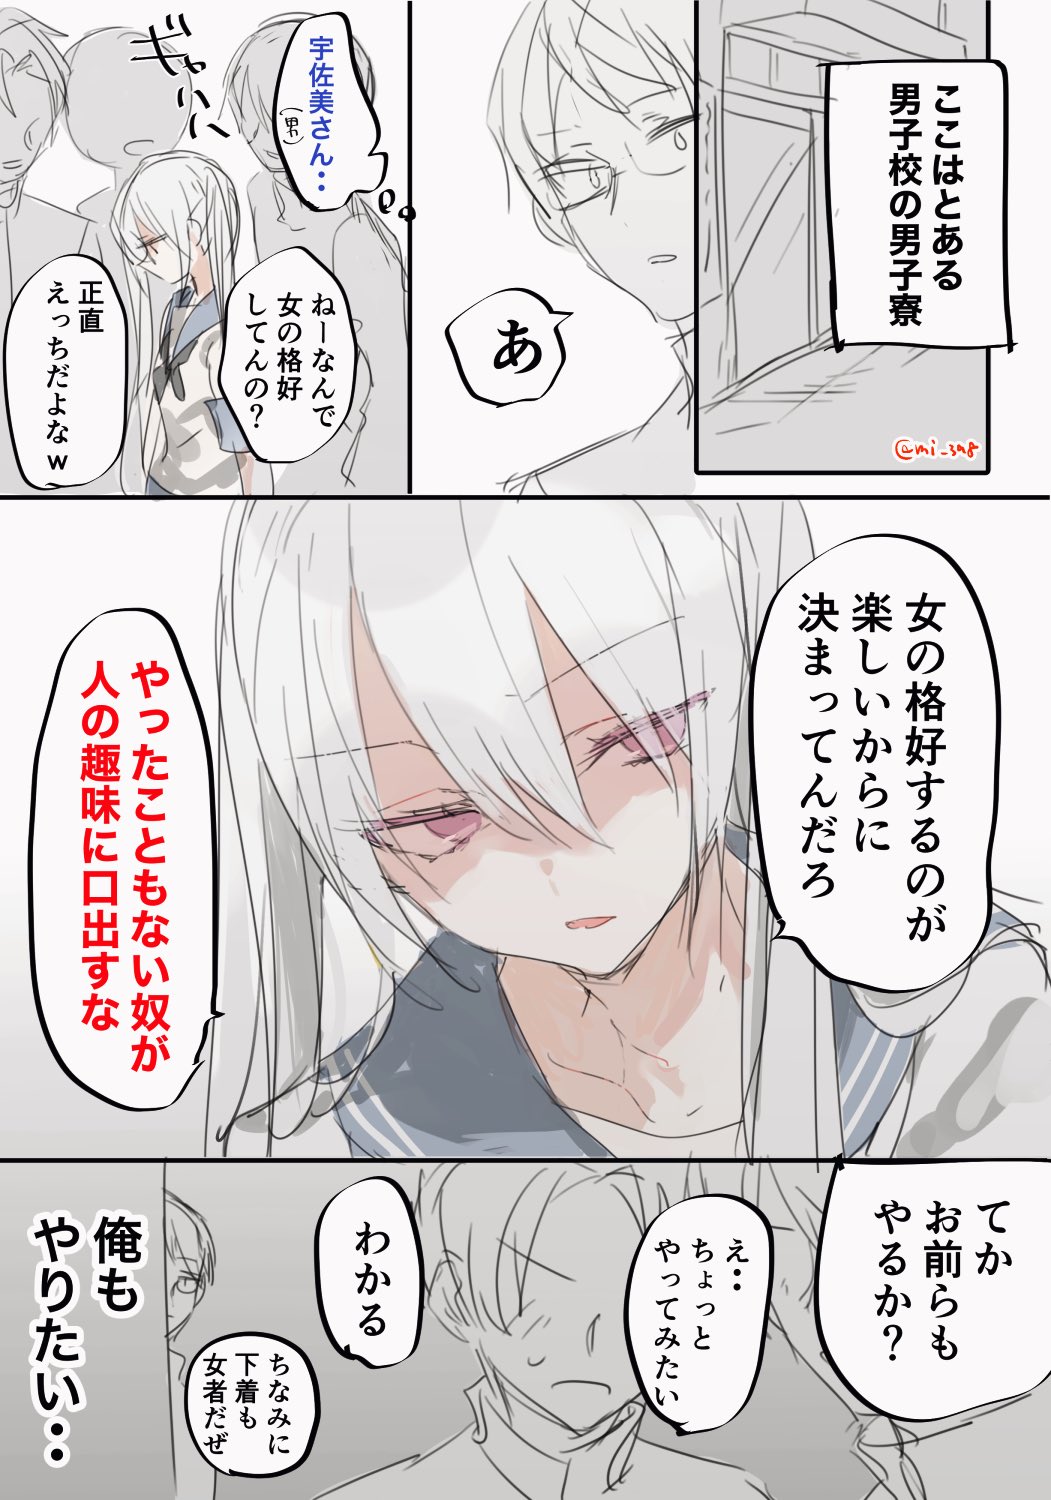 ここはとある
男子校の男子寮
@mi_378
あ
宇佐美さん‥
(男)
ギャハハ
ねーなんで
女の格好
してんの?
正直
えっちだよなw
女の格好するのが
楽しいからに
決まってんだろ
やったこともない奴が
人の趣味に口出すな
てか
お前らも
やるか?
え‥
ちょっと
やってみたい
わかる
ちなみに
下着も
女者だぜ
俺も
やりたい‥